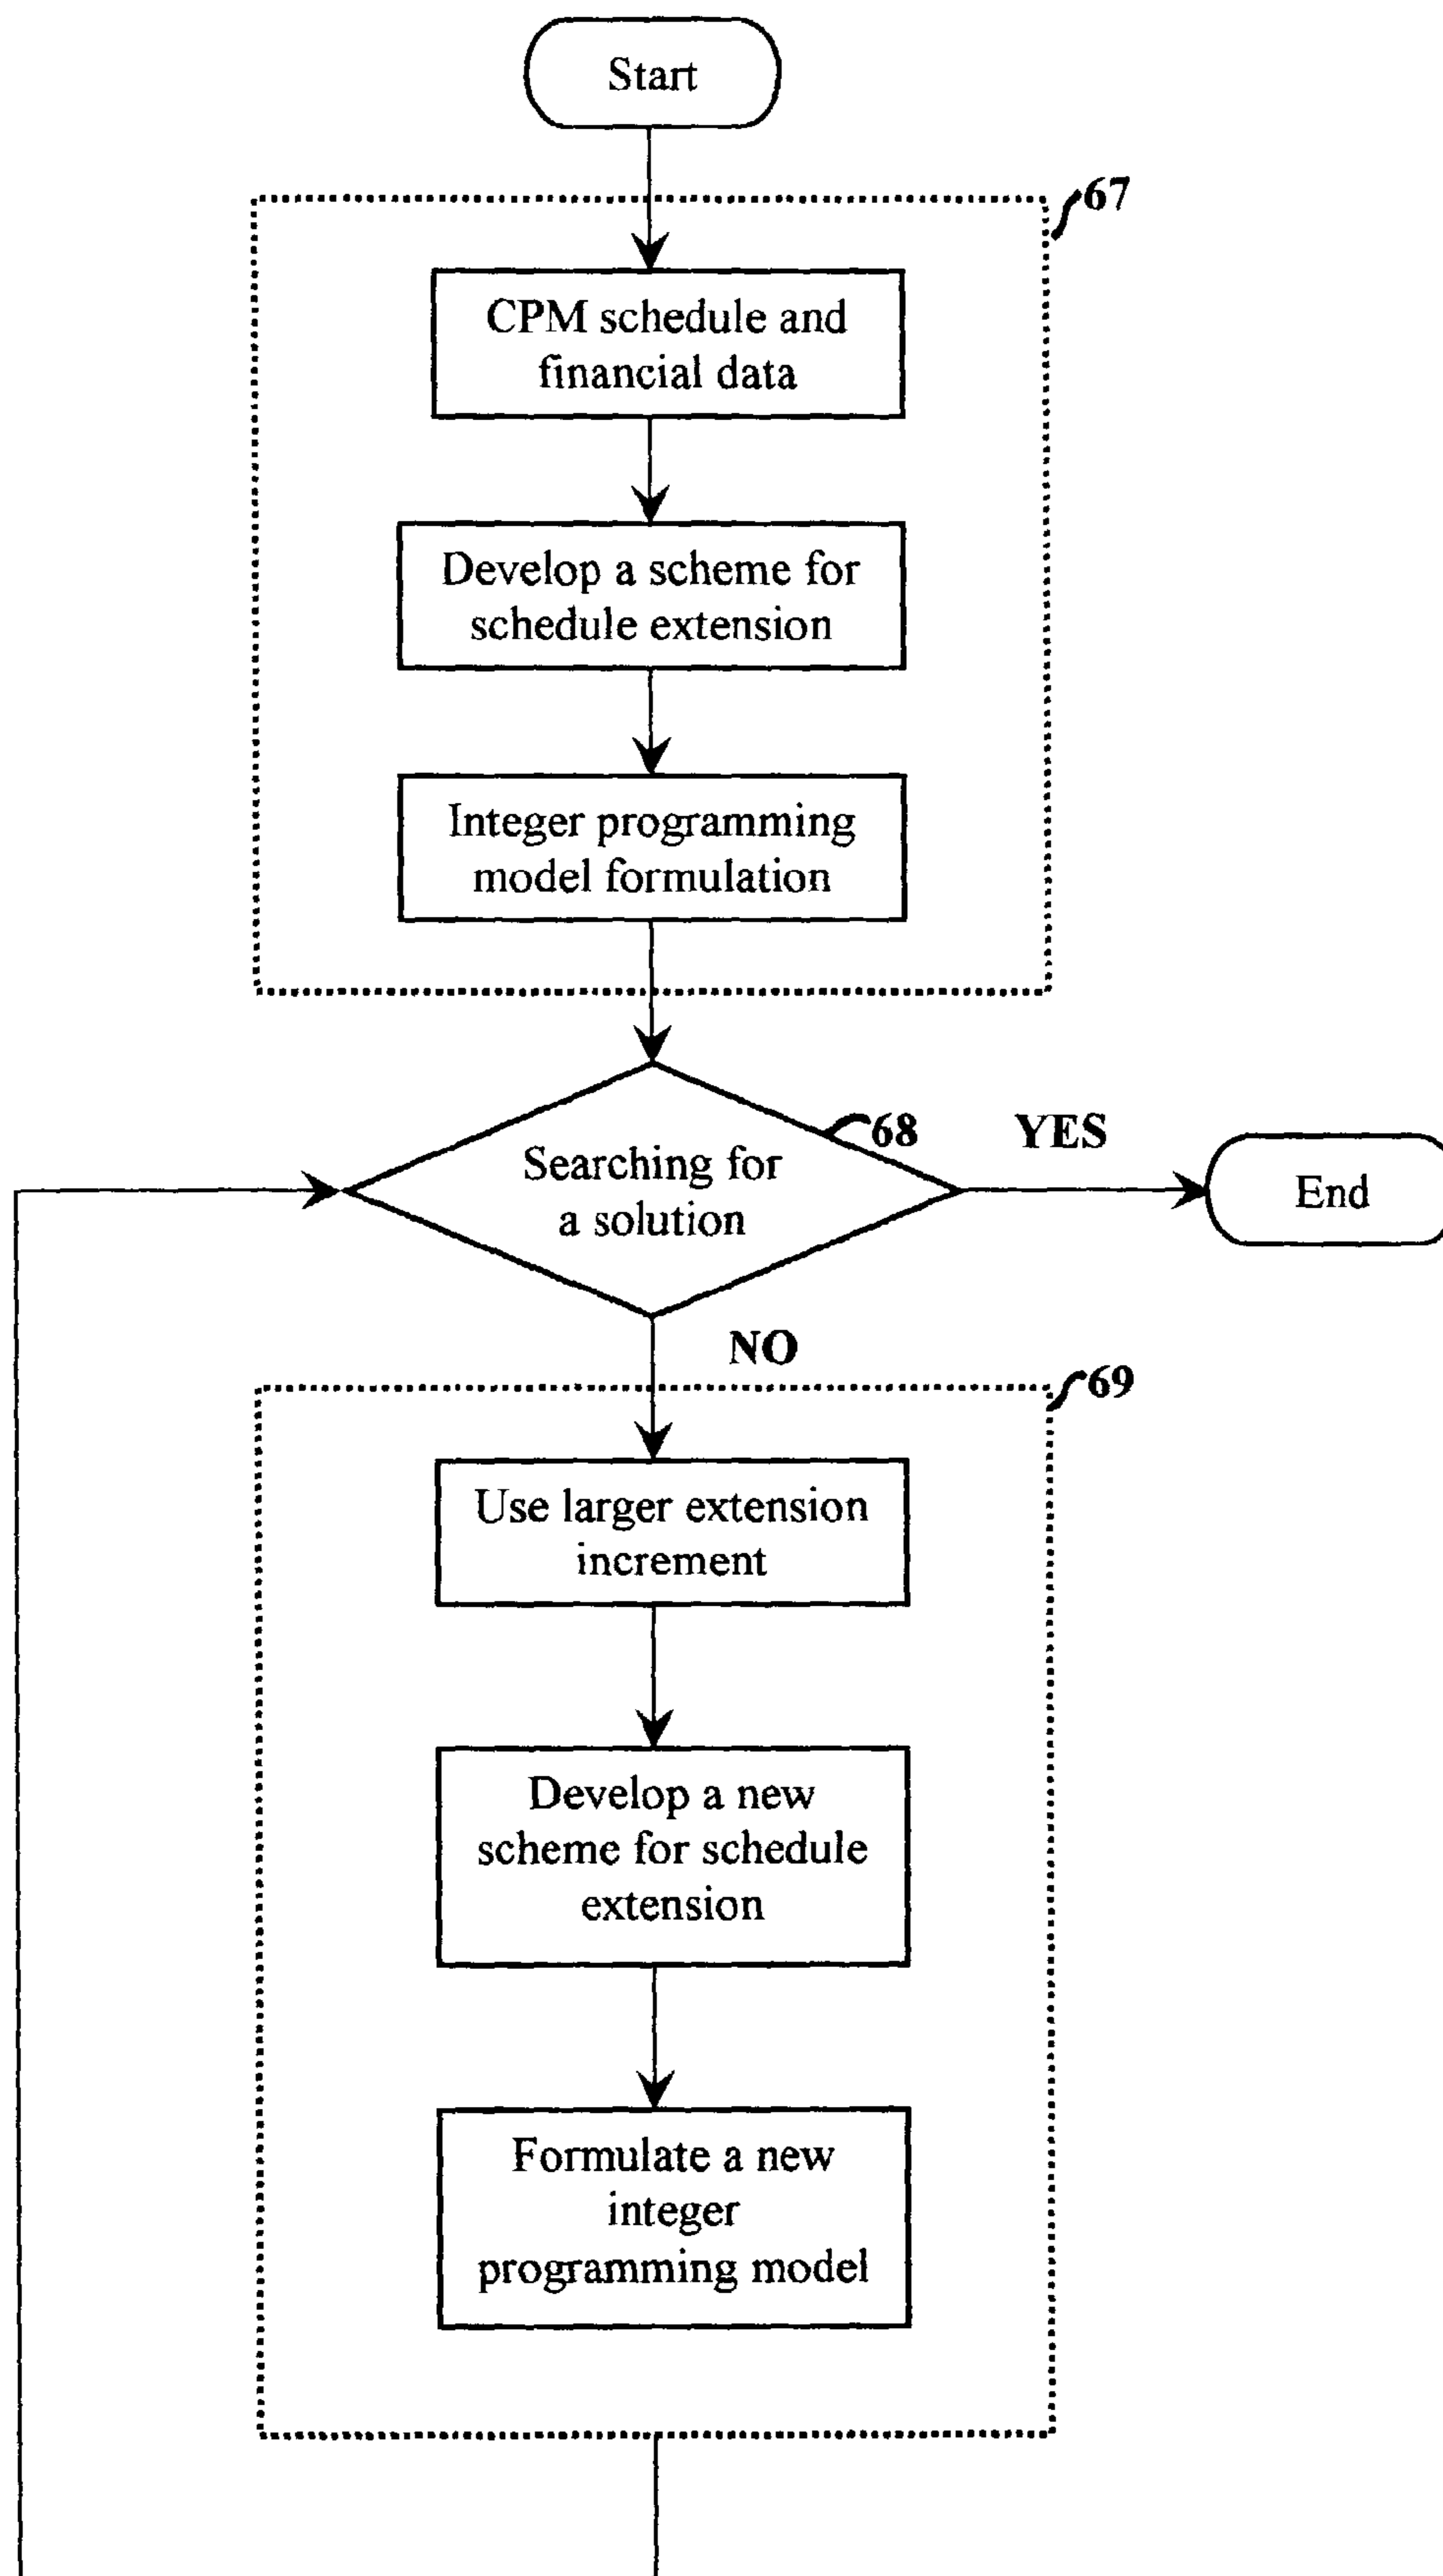 Start
67
CPM schedule and
financial data
Develop a scheme for
schedule extension
Integer programming
model formulation
68
YES
Searching for
a solution
End
NO
69
Use larger extension
increment
Develop a new
scheme for schedule
extension
Formulate a new
integer
programming model